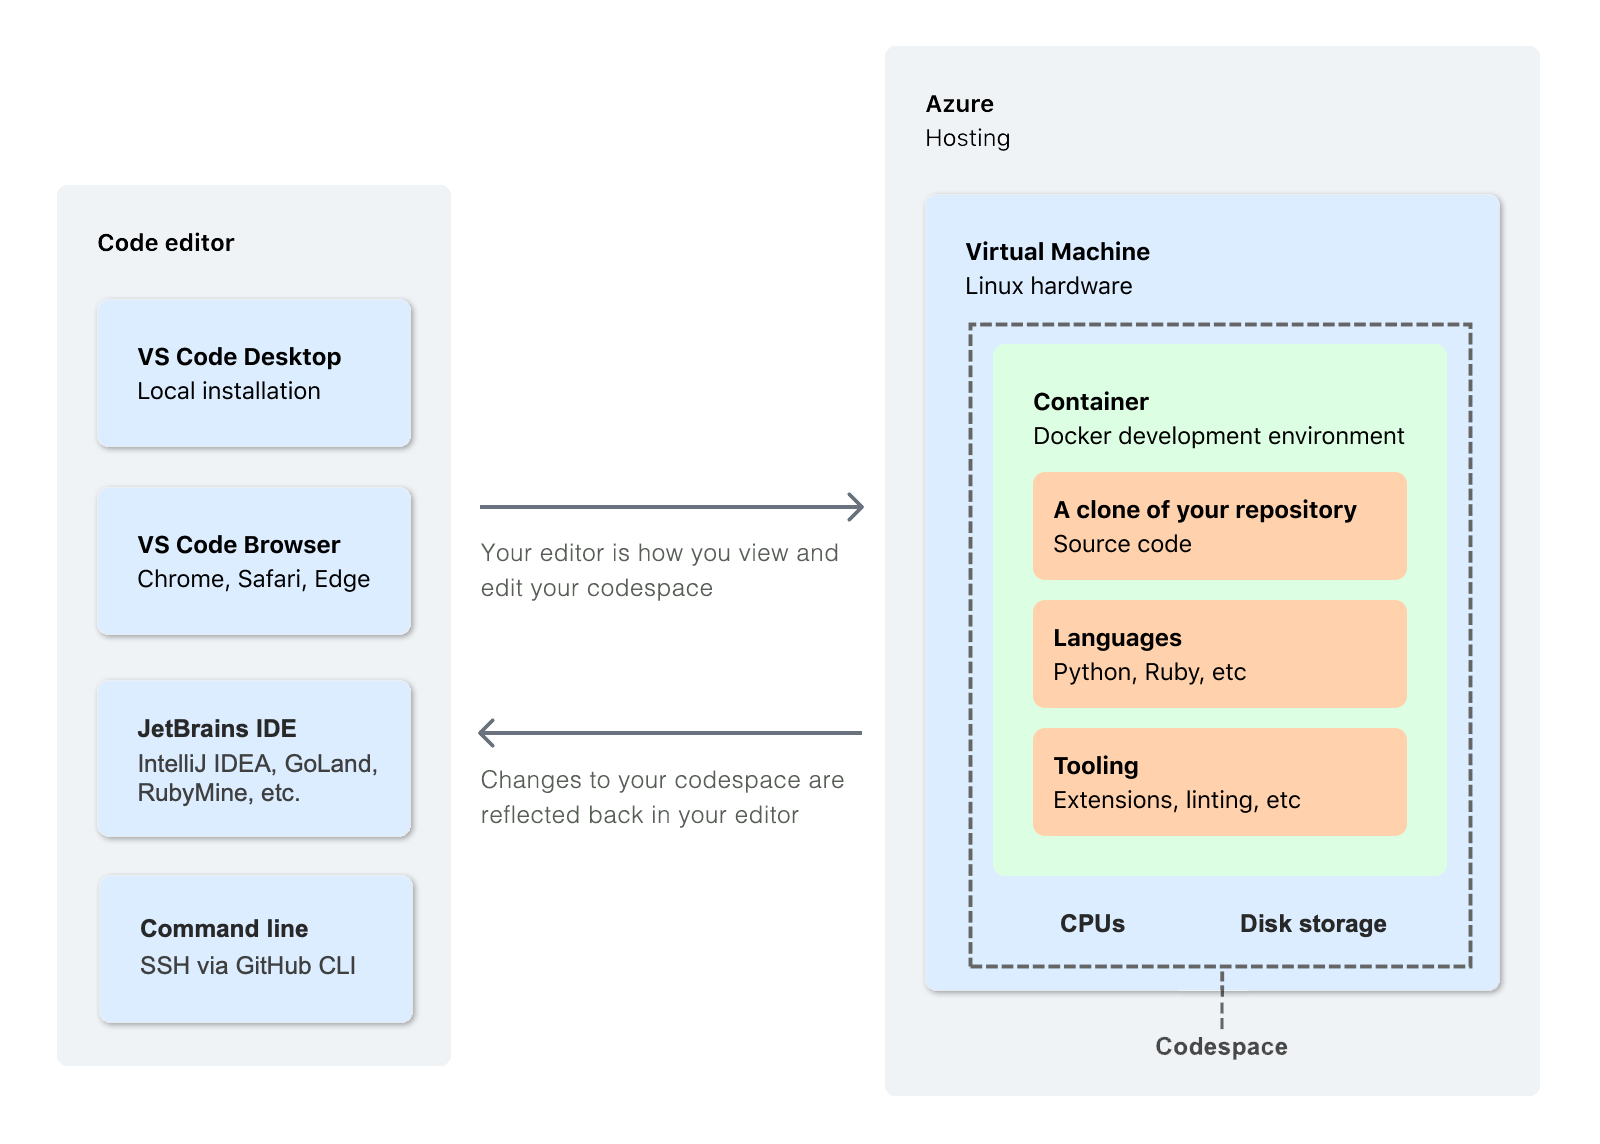 Code editor
VS Code Desktop
Local installation
VS Code Browser
Chrome, Safari, Edge
JetBrains IDE
IntelliJ IDEA, GoLand,
RubyMine, etc.
Command line
SSH via GitHub CLI
Your editor is how you view and
edit your codespace
Changes to your codespace are
reflected back in your editor
Azure
Hosting
Virtual Machine
Linux hardware
Container
Docker development environment
A clone of your repository
Source code
Languages
Python, Ruby, etc
Tooling
Extensions, linting, etc
CPUs
Disk storage
Codespace